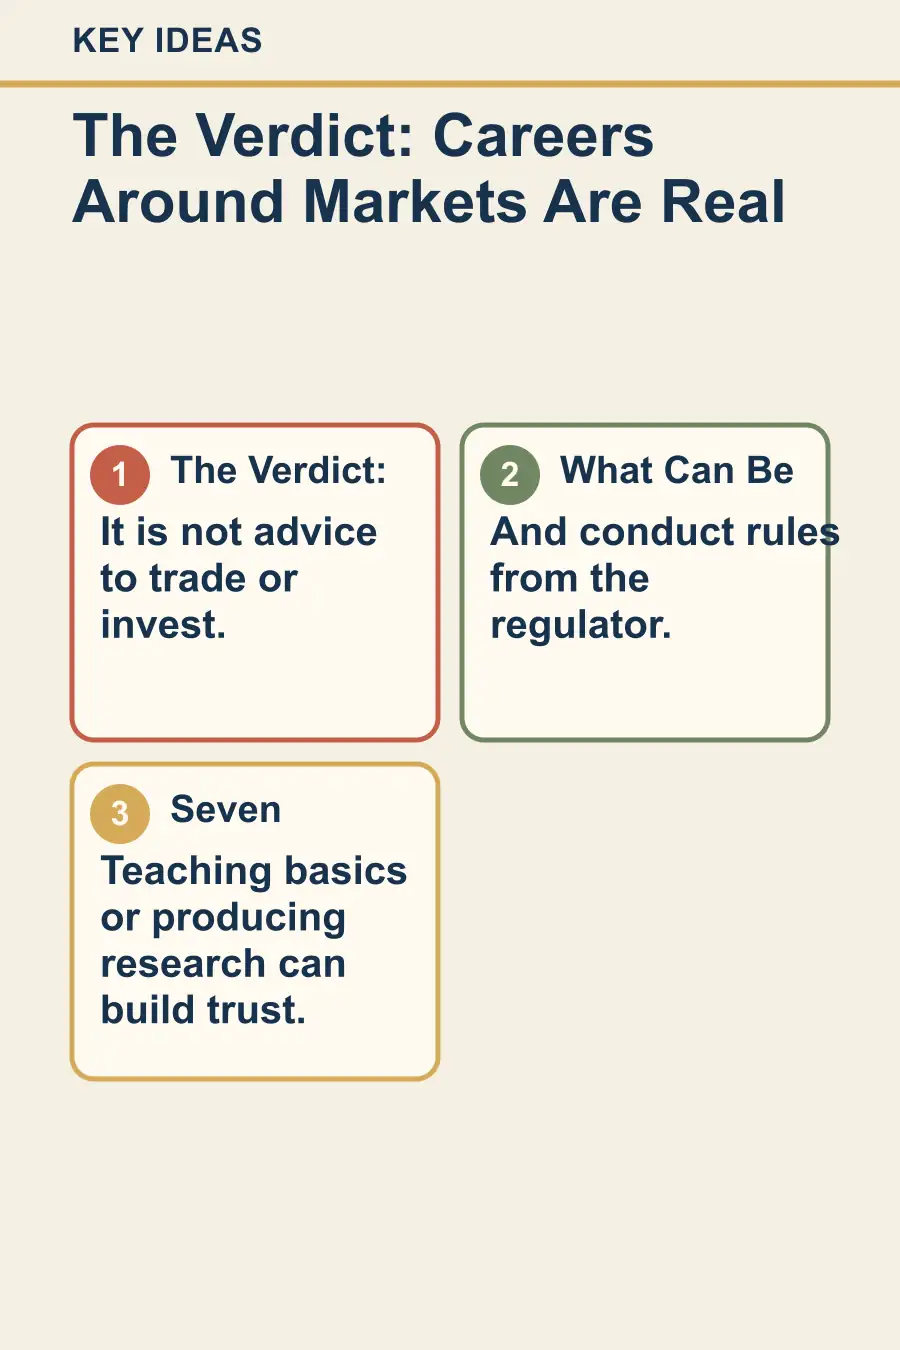 KEY IDEAS
The Verdict: Careers
Around Markets Are Real
1 The Verdict:
It is not advice
to trade or
invest.
2 What Can Be
And conduct rules
from the
regulator.
3 Seven
Teaching basics
or producing
research can
build trust.